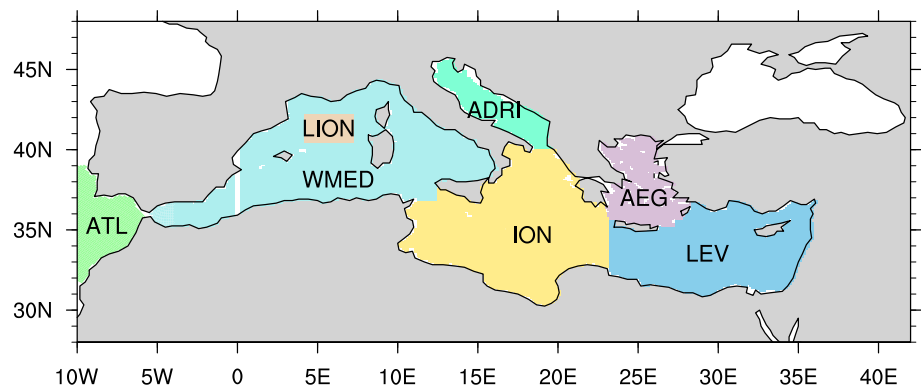 45N
ADRI
LION
40N
WMED
AEG
ATL
35N
ION
LEV
30N
10W 5W 0 5E 10E 15E 20E 25E 30E 35E 40E